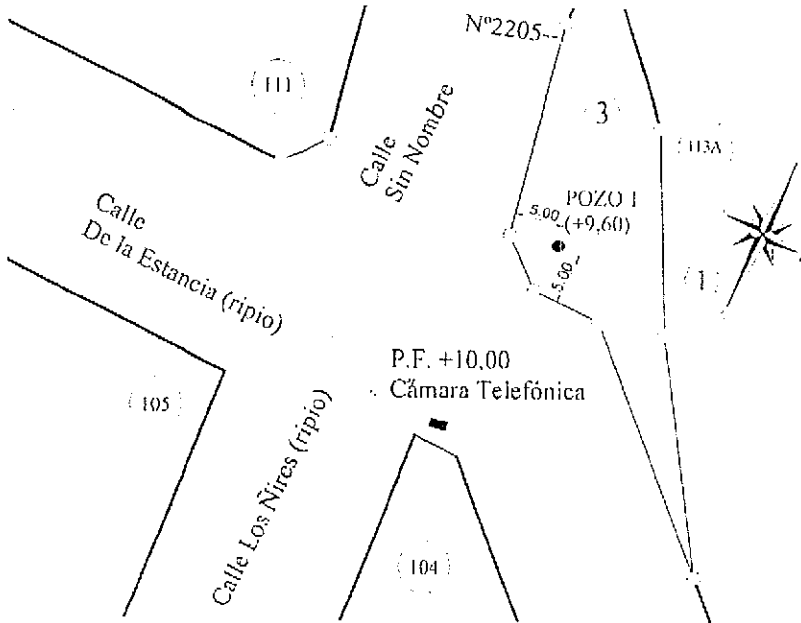 Nº2205
111
Calle
Sin Nombre
3
113A
Calle
De la Estancia (ripio)
POZO 1
(+9,60)
5.00
5.00
1
P.F. +10,00
Cámara Telefónica
105
Calle Los Ñires (ripio)
104